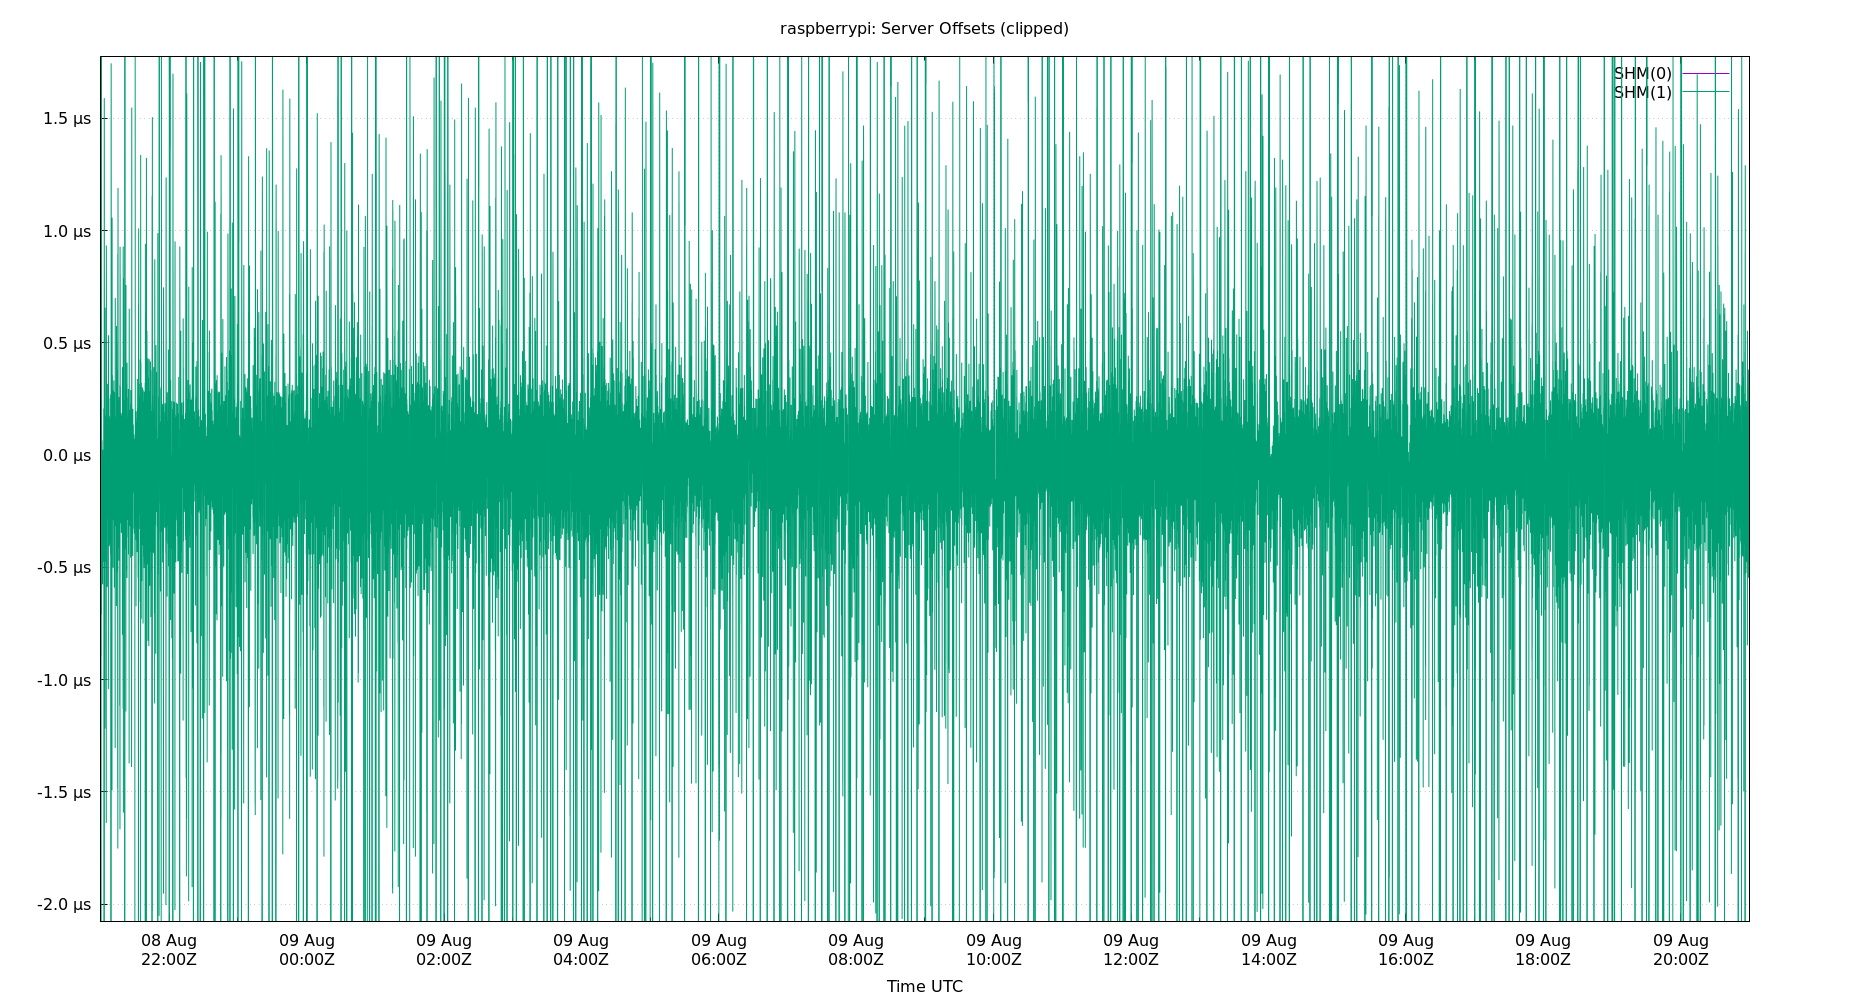 raspberrypi: Server Offsets (clipped)
SHM(0)
SHM(1)
1.5 µs
1.0 µs
0.5 µs
0.0 µs
-0.5 µs
-1.0 µs
-1.5 µs
-2.0 µs
08 Aug 09 Aug 09 Aug 09 Aug 09 Aug 09 Aug 09 Aug 09 Aug 09 Aug 09 Aug 09 Aug 09 Aug
22:00Z 00:00Z 02:00Z 04:00Z 06:00Z 08:00Z 10:00Z 12:00Z 14:00Z 16:00Z 18:00Z 20:00Z
Time UTC